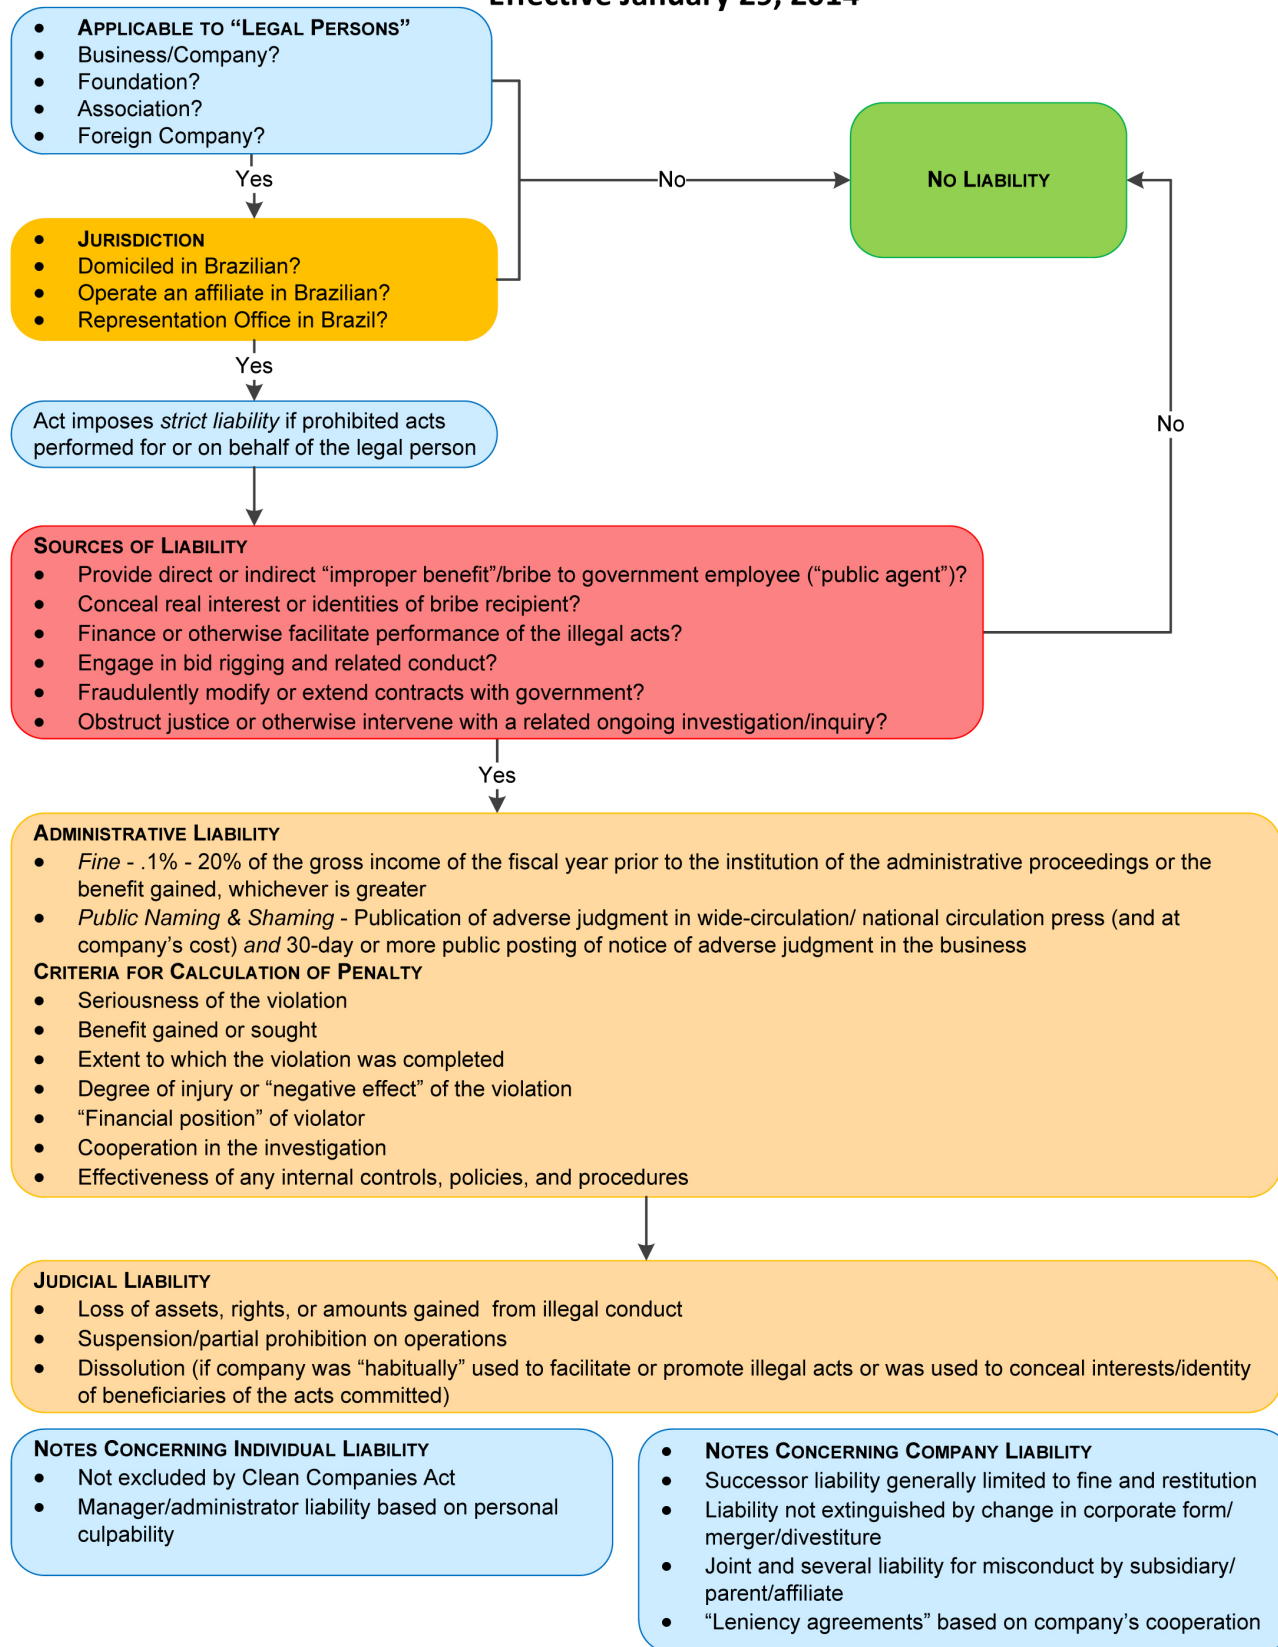 Effective January 29, 2014
• APPLICABLE TO “LEGAL PERSONS”
• Business/Company?
• Foundation?
• Association?
• Foreign Company?
Yes
No
NO LIABILITY
• JURISDICTION
• Domiciled in Brazilian?
• Operate an affiliate in Brazilian?
• Representation Office in Brazil?
Yes
Act imposes strict liability if prohibited acts
performed for or on behalf of the legal person
No
SOURCES OF LIABILITY
• Provide direct or indirect “improper benefit”/bribe to government employee (“public agent”)?
• Conceal real interest or identities of bribe recipient?
• Finance or otherwise facilitate performance of the illegal acts?
• Engage in bid rigging and related conduct?
• Fraudulently modify or extend contracts with government?
• Obstruct justice or otherwise intervene with a related ongoing investigation/inquiry?
Yes
ADMINISTRATIVE LIABILITY
• Fine - .1% - 20% of the gross income of the fiscal year prior to the institution of the administrative proceedings or the
benefit gained, whichever is greater
• Public Naming & Shaming - Publication of adverse judgment in wide-circulation/ national circulation press (and at
company’s cost) and 30-day or more public posting of notice of adverse judgment in the business
CRITERIA FOR CALCULATION OF PENALTY
• Seriousness of the violation
• Benefit gained or sought
• Extent to which the violation was completed
• Degree of injury or “negative effect” of the violation
• “Financial position” of violator
• Cooperation in the investigation
• Effectiveness of any internal controls, policies, and procedures
JUDICIAL LIABILITY
• Loss of assets, rights, or amounts gained  from illegal conduct
• Suspension/partial prohibition on operations
• Dissolution (if company was “habitually” used to facilitate or promote illegal acts or was used to conceal interests/identity
of beneficiaries of the acts committed)
NOTES CONCERNING INDIVIDUAL LIABILITY
• Not excluded by Clean Companies Act
• Manager/administrator liability based on personal
culpability
• NOTES CONCERNING COMPANY LIABILITY
• Successor liability generally limited to fine and restitution
• Liability not extinguished by change in corporate form/
merger/divestiture
• Joint and several liability for misconduct by subsidiary/
parent/affiliate
• “Leniency agreements” based on company’s cooperation